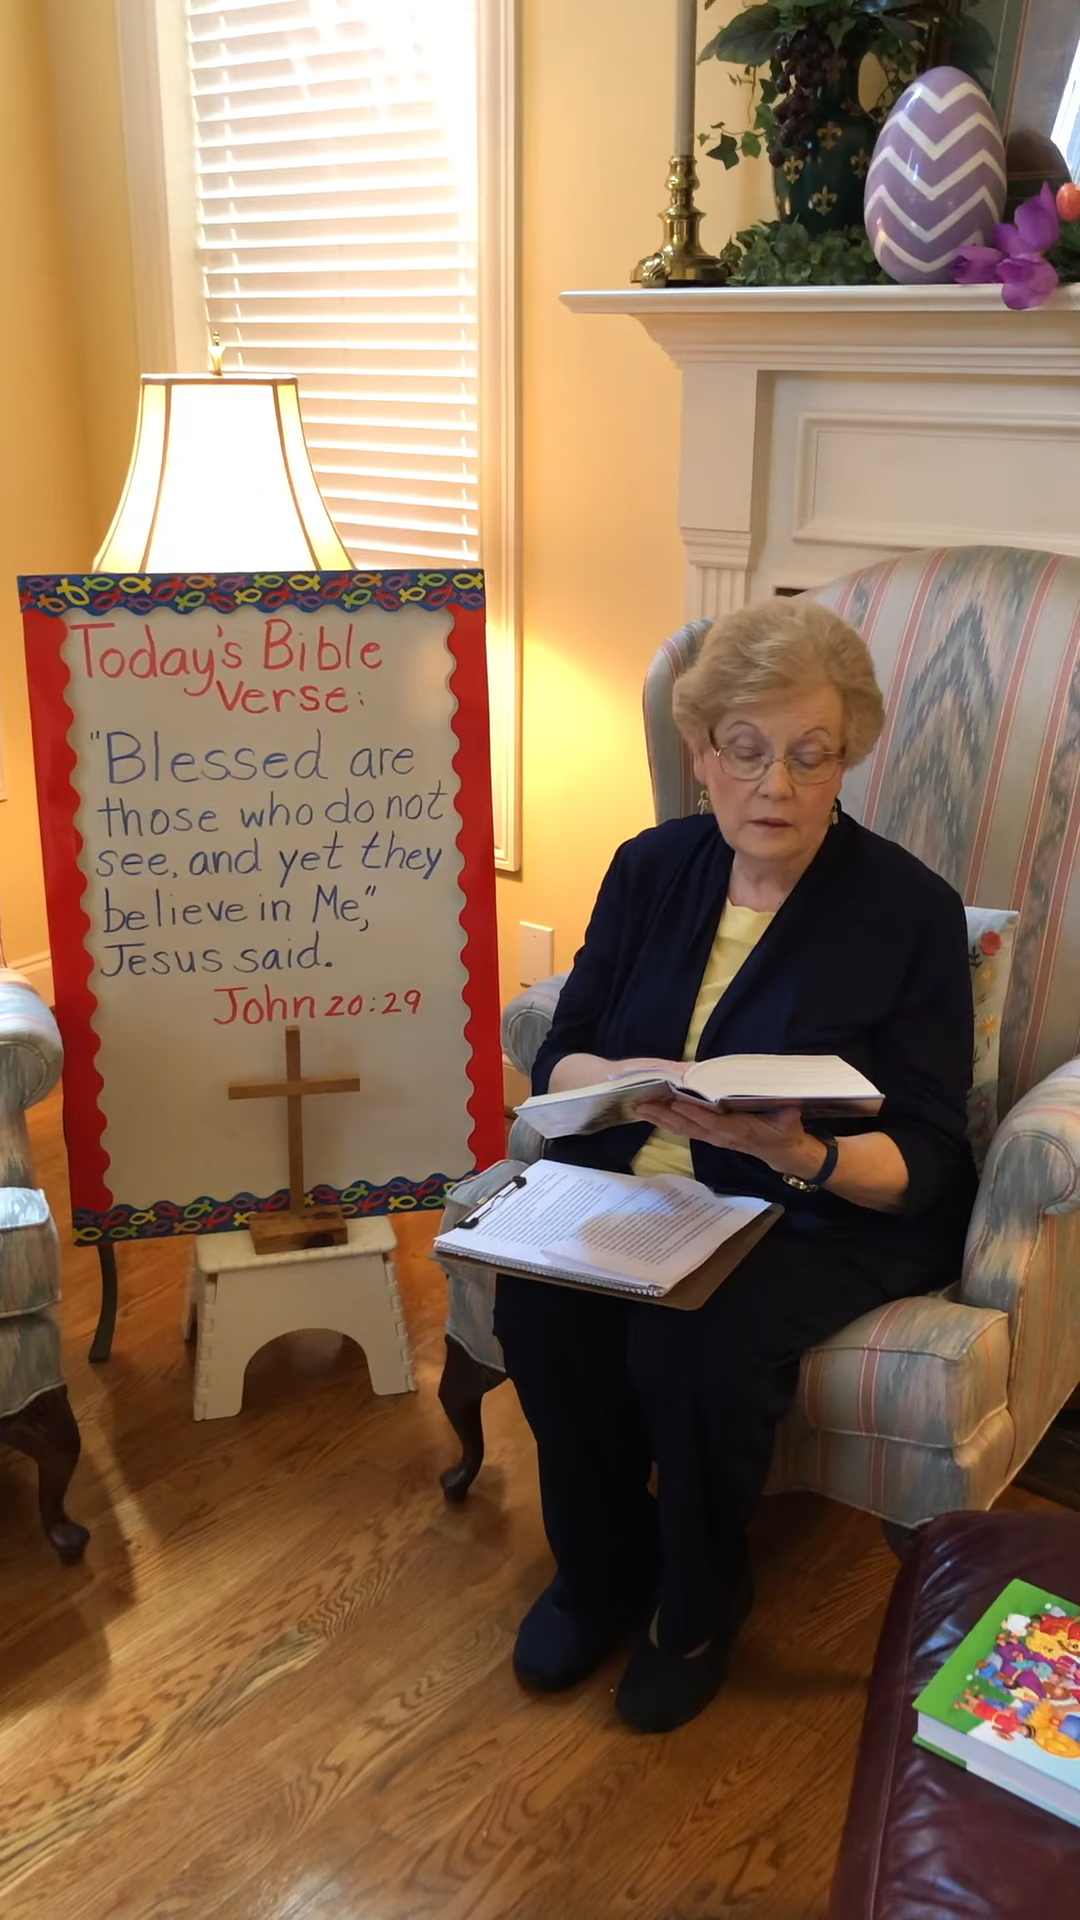 Today's Bible
Verse:
"Blessed are
those who do not
see, and yet they
believe in Me,"
Jesus said.
John 20:29